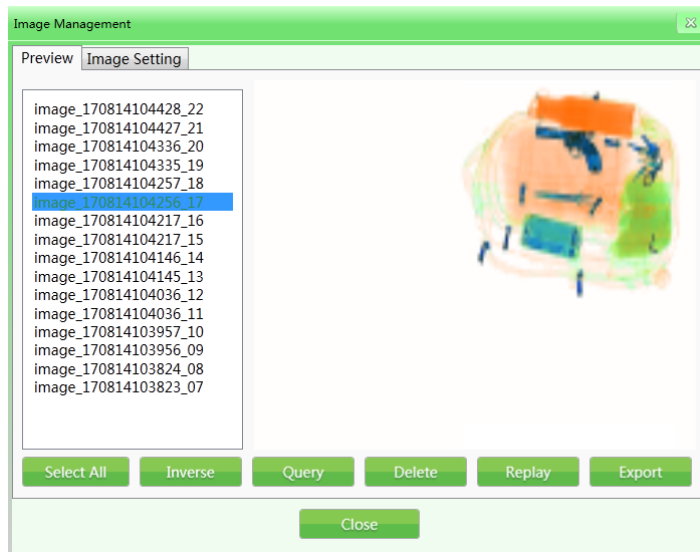 Image Management
Preview
Image Setting
image_170814104428_22
image_170814104427_21
image_170814104336_20
image_170814104335_19
image_170814104257_18
image_170814104256_17
image_170814104217_16
image_170814104217_15
image_170814104146_14
image_170814104145_13
image_170814104036_12
image_170814104036_11
image_170814103957_10
image_170814103956_09
image_170814103824_08
image_170814103823_07
Select All
Inverse
Query
Delete
Replay
Export
Close